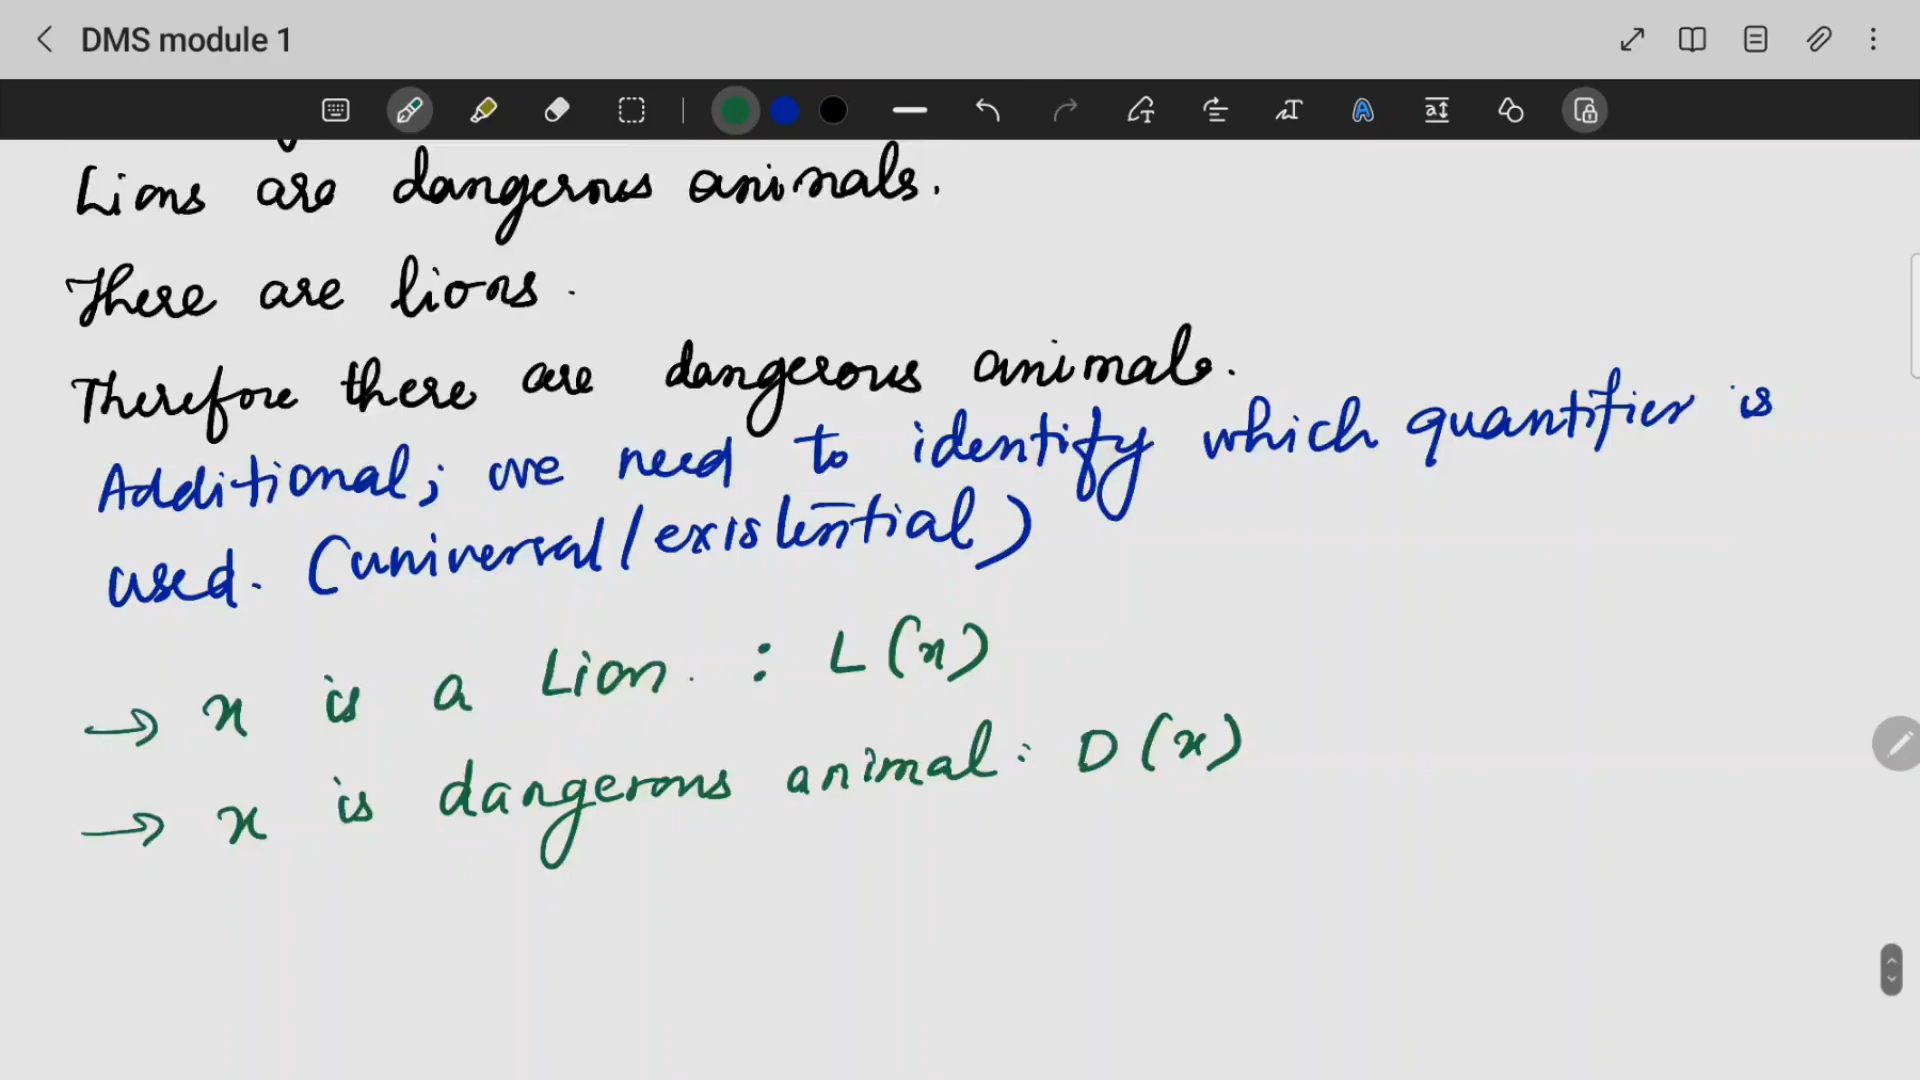 DMS module 1
Lions are dangerous animals.
There are lions.
Therefore there are dangerous animals.
Additional; we need to identify which quantifier is
used. (universal/existential)
→ x is a Lion. : L(x)
→ x is dangerous animal: D(x)